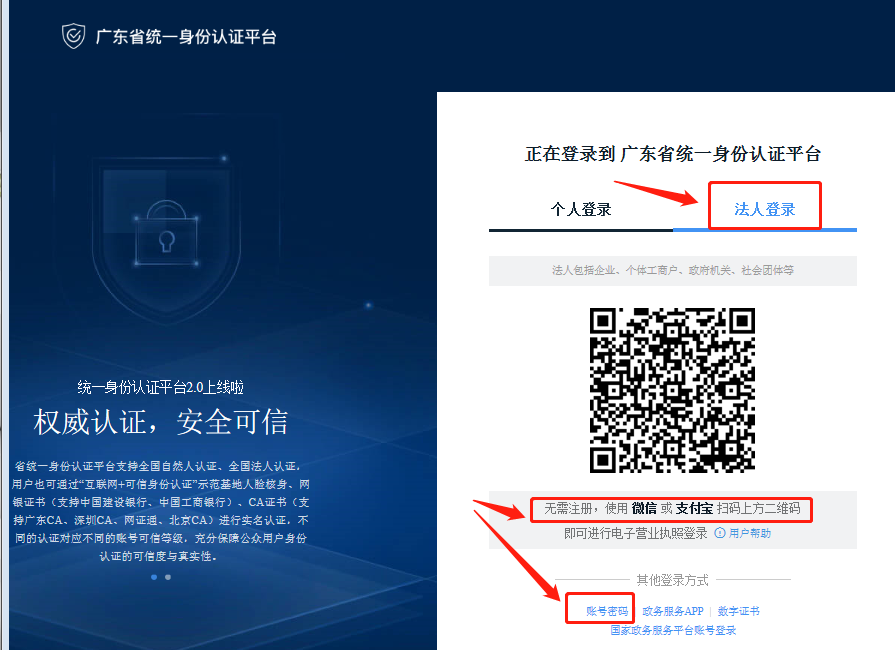 广东省统一身份认证平台
统一身份认证平台2.0上线啦
权威认证，安全可信
省统一身份认证平台支持全国自然人认证、全国法人认证，
用户也可通过“互联网+可信身份认证”示范基地人脸核身、网
银证书（支持中国建设银行、中国工商银行）、CA证书（支
持广东CA、深圳CA、网证通、北京CA）进行实名认证，不
同的认证对应不同的账号可信等级，充分保障公众用户身份
认证的可信度与真实性。
正在登录到 广东省统一身份认证平台
个人登录 法人登录
法人包括企业、个体工商户、政府机关、社会团体等
无需注册，使用 微信 或 支付宝 扫码上方二维码
即可进行电子营业执照登录 用户帮助
其他登录方式
账号密码 政务服务APP | 数字证书
国家政务服务平台账号登录